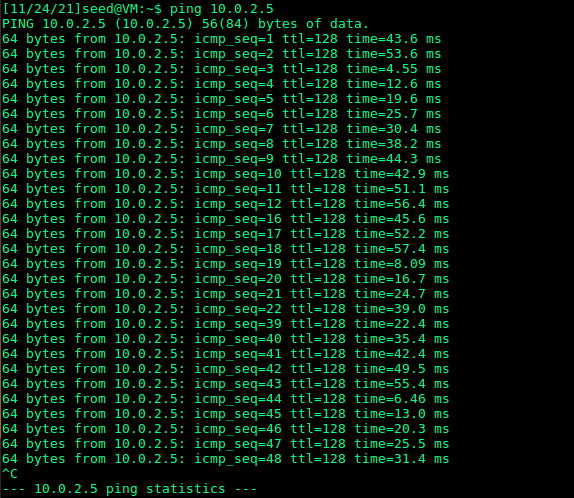 [11/24/21]seed@VM:~$ ping 10.0.2.5
PING 10.0.2.5 (10.0.2.5) 56(84) bytes of data.
64 bytes from 10.0.2.5: icmp_seq=1 ttl=128 time=43.6 ms
64 bytes from 10.0.2.5: icmp_seq=2 ttl=128 time=53.6 ms
64 bytes from 10.0.2.5: icmp_seq=3 ttl=128 time=4.55 ms
64 bytes from 10.0.2.5: icmp_seq=4 ttl=128 time=12.6 ms
64 bytes from 10.0.2.5: icmp_seq=5 ttl=128 time=19.6 ms
64 bytes from 10.0.2.5: icmp_seq=6 ttl=128 time=25.7 ms
64 bytes from 10.0.2.5: icmp_seq=7 ttl=128 time=30.4 ms
64 bytes from 10.0.2.5: icmp_seq=8 ttl=128 time=38.2 ms
64 bytes from 10.0.2.5: icmp_seq=9 ttl=128 time=44.3 ms
64 bytes from 10.0.2.5: icmp_seq=10 ttl=128 time=42.9 ms
64 bytes from 10.0.2.5: icmp_seq=11 ttl=128 time=51.1 ms
64 bytes from 10.0.2.5: icmp_seq=12 ttl=128 time=56.4 ms
64 bytes from 10.0.2.5: icmp_seq=16 ttl=128 time=45.6 ms
64 bytes from 10.0.2.5: icmp_seq=17 ttl=128 time=52.2 ms
64 bytes from 10.0.2.5: icmp_seq=18 ttl=128 time=57.4 ms
64 bytes from 10.0.2.5: icmp_seq=19 ttl=128 time=8.09 ms
64 bytes from 10.0.2.5: icmp_seq=20 ttl=128 time=16.7 ms
64 bytes from 10.0.2.5: icmp_seq=21 ttl=128 time=24.7 ms
64 bytes from 10.0.2.5: icmp_seq=22 ttl=128 time=39.0 ms
64 bytes from 10.0.2.5: icmp_seq=39 ttl=128 time=22.4 ms
64 bytes from 10.0.2.5: icmp_seq=40 ttl=128 time=35.4 ms
64 bytes from 10.0.2.5: icmp_seq=41 ttl=128 time=42.4 ms
64 bytes from 10.0.2.5: icmp_seq=42 ttl=128 time=49.5 ms
64 bytes from 10.0.2.5: icmp_seq=43 ttl=128 time=55.4 ms
64 bytes from 10.0.2.5: icmp_seq=44 ttl=128 time=6.46 ms
64 bytes from 10.0.2.5: icmp_seq=45 ttl=128 time=13.0 ms
64 bytes from 10.0.2.5: icmp_seq=46 ttl=128 time=20.3 ms
64 bytes from 10.0.2.5: icmp_seq=47 ttl=128 time=25.5 ms
64 bytes from 10.0.2.5: icmp_seq=48 ttl=128 time=31.4 ms
^C
--- 10.0.2.5 ping statistics ---